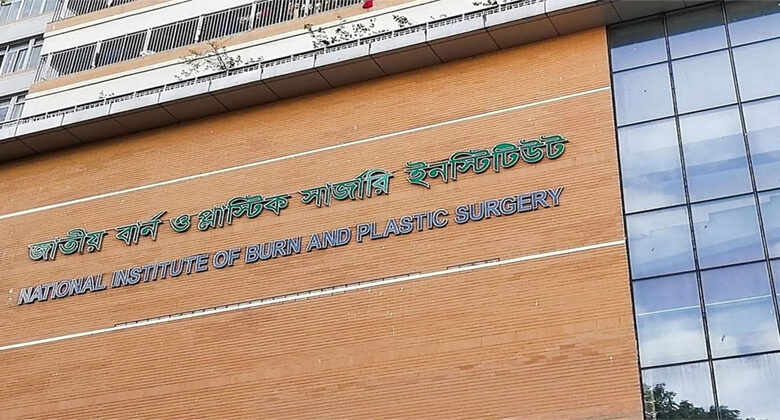 জাতীয় বার্ন ও প্লাস্টিক সার্জারি ইনস্টিটিউট
NATIONAL INSTITUTE OF BURN AND PLASTIC SURGERY